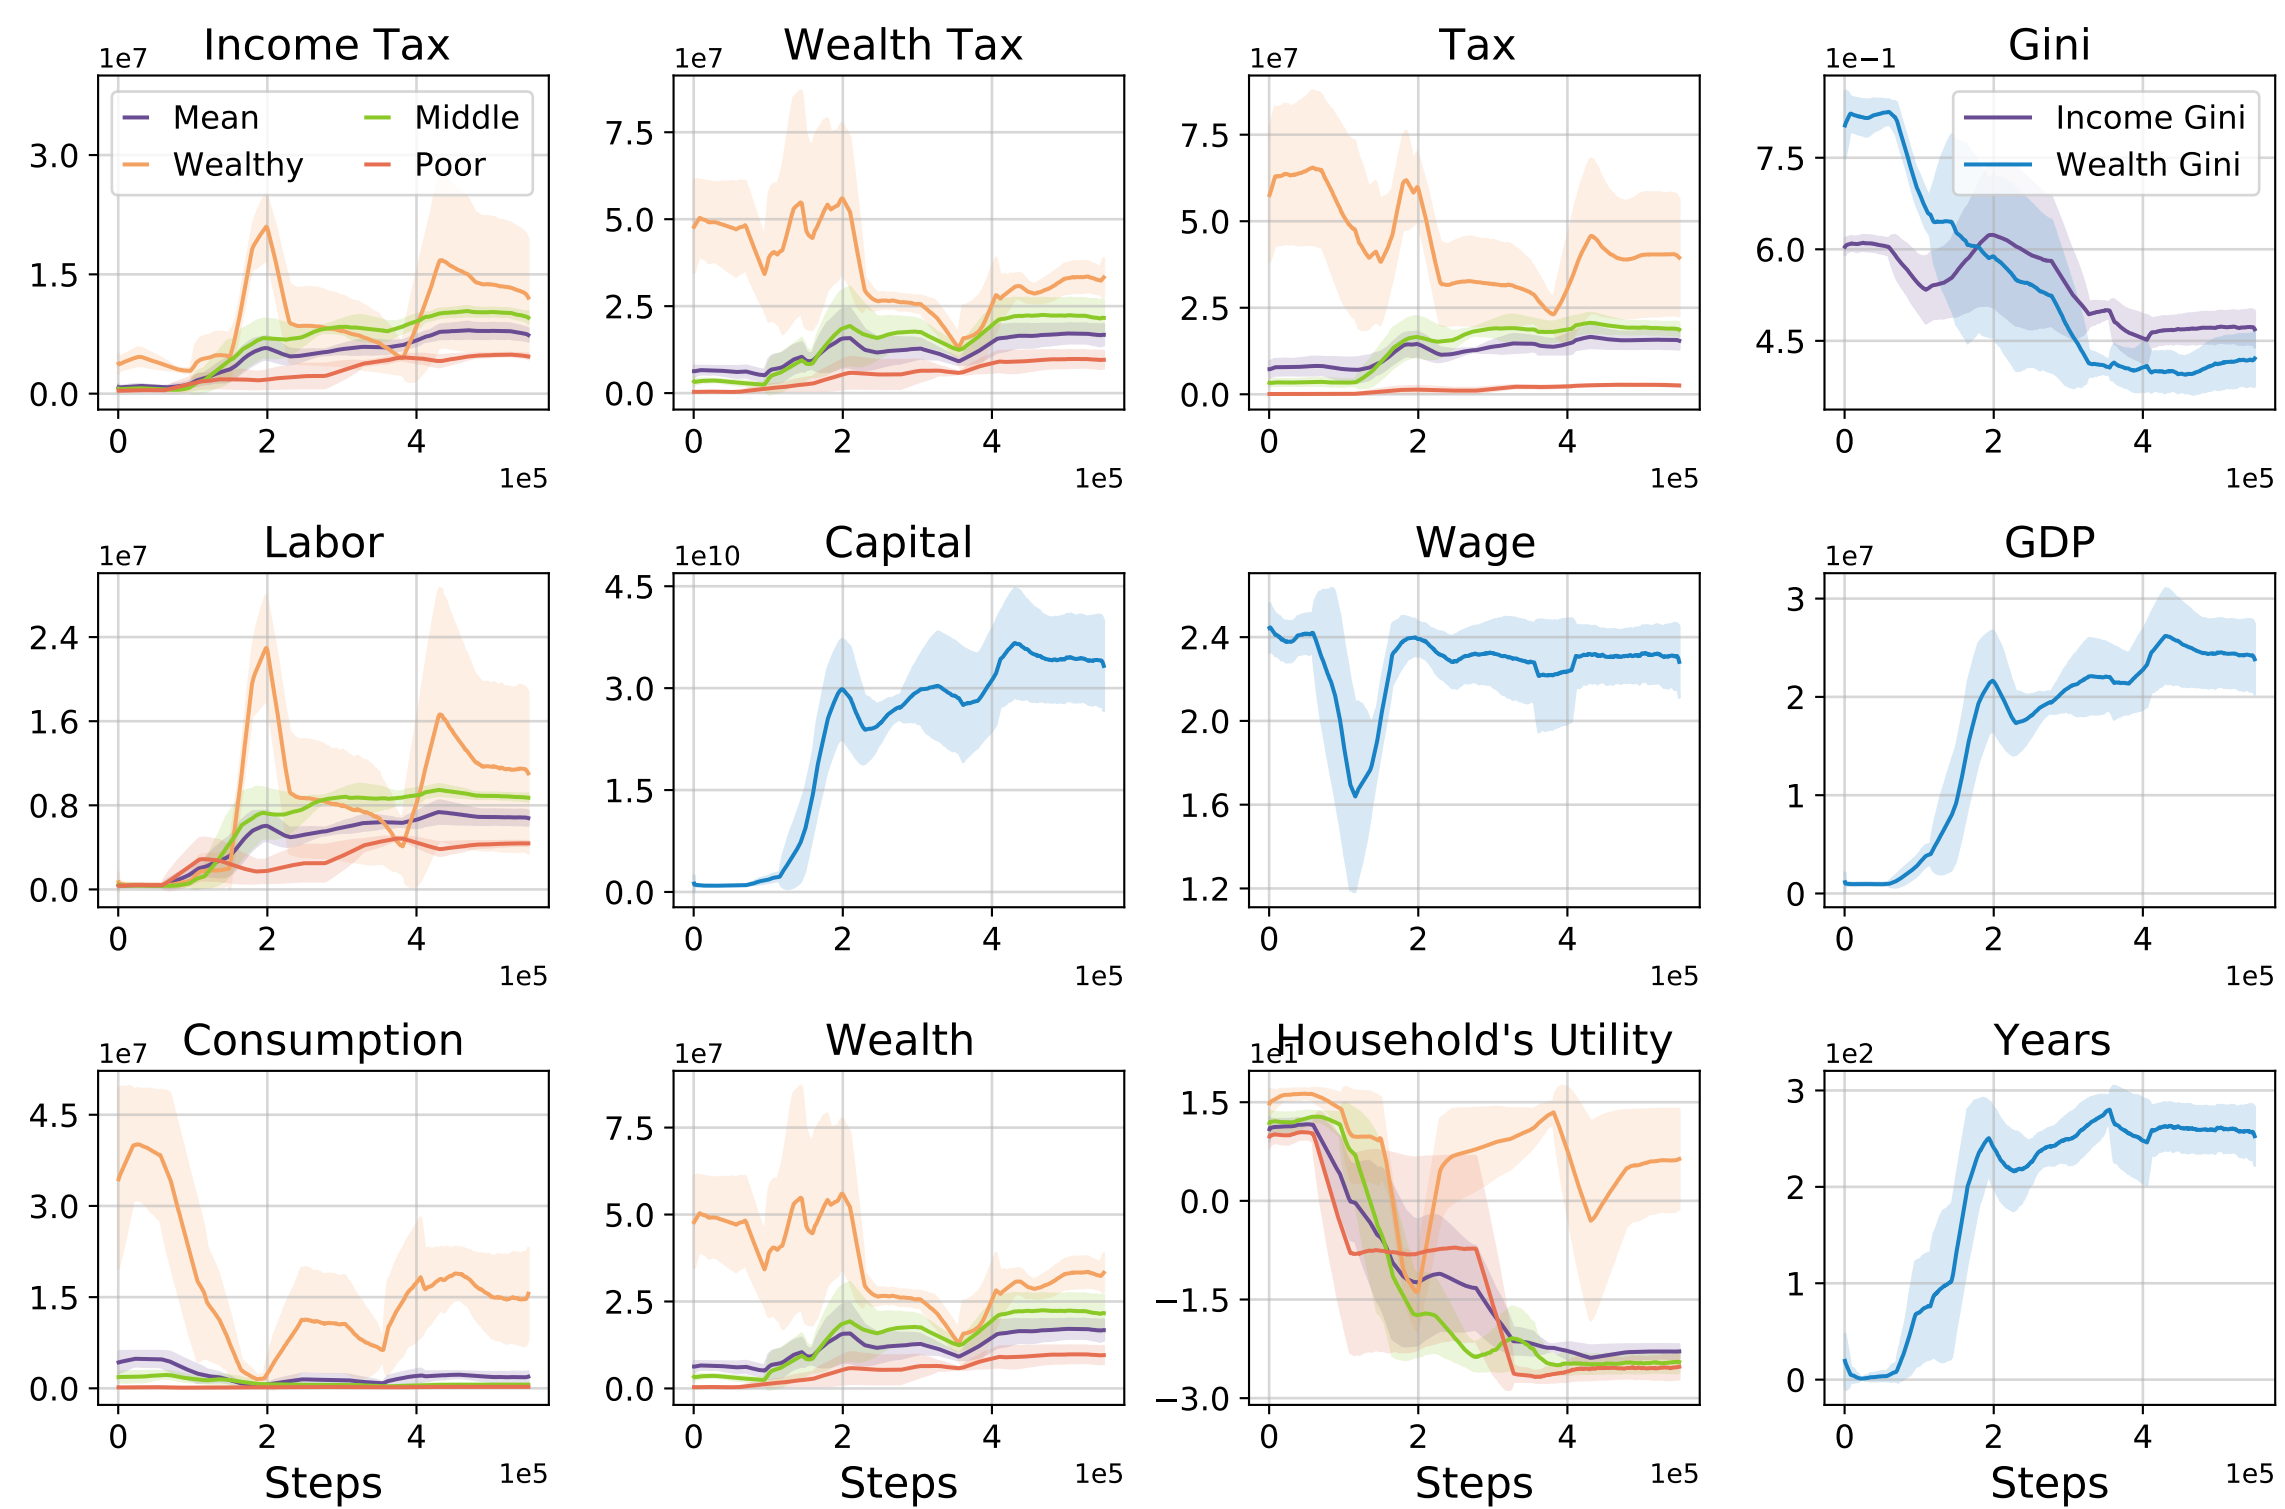 Income Tax
1e7
Mean
Middle
Wealthy
Poor
3.0
1.5
0.0
0 2 4
1e5
Wealth Tax
1e7
7.5
5.0
2.5
0.0
0 2 4
1e5
Tax
1e7
7.5
5.0
2.5
0.0
0 2 4
1e5
Gini
1e−1
Income Gini
Wealth Gini
7.5
6.0
4.5
0 2 4
1e5
Labor
1e7
2.4
1.6
0.8
0.0
0 2 4
1e5
Capital
1e10
4.5
3.0
1.5
0.0
0 2 4
1e5
Wage
2.4
2.0
1.6
1.2
0 2 4
1e5
GDP
1e7
3
2
1
0
0 2 4
1e5
Consumption
1e7
4.5
3.0
1.5
0.0
0 2 4
1e5
Steps
Wealth
1e7
7.5
5.0
2.5
0.0
0 2 4
1e5
Steps
Household's Utility
1e1
1.5
0.0
−1.5
−3.0
0 2 4
1e5
Steps
Years
1e2
3
2
1
0
0 2 4
1e5
Steps